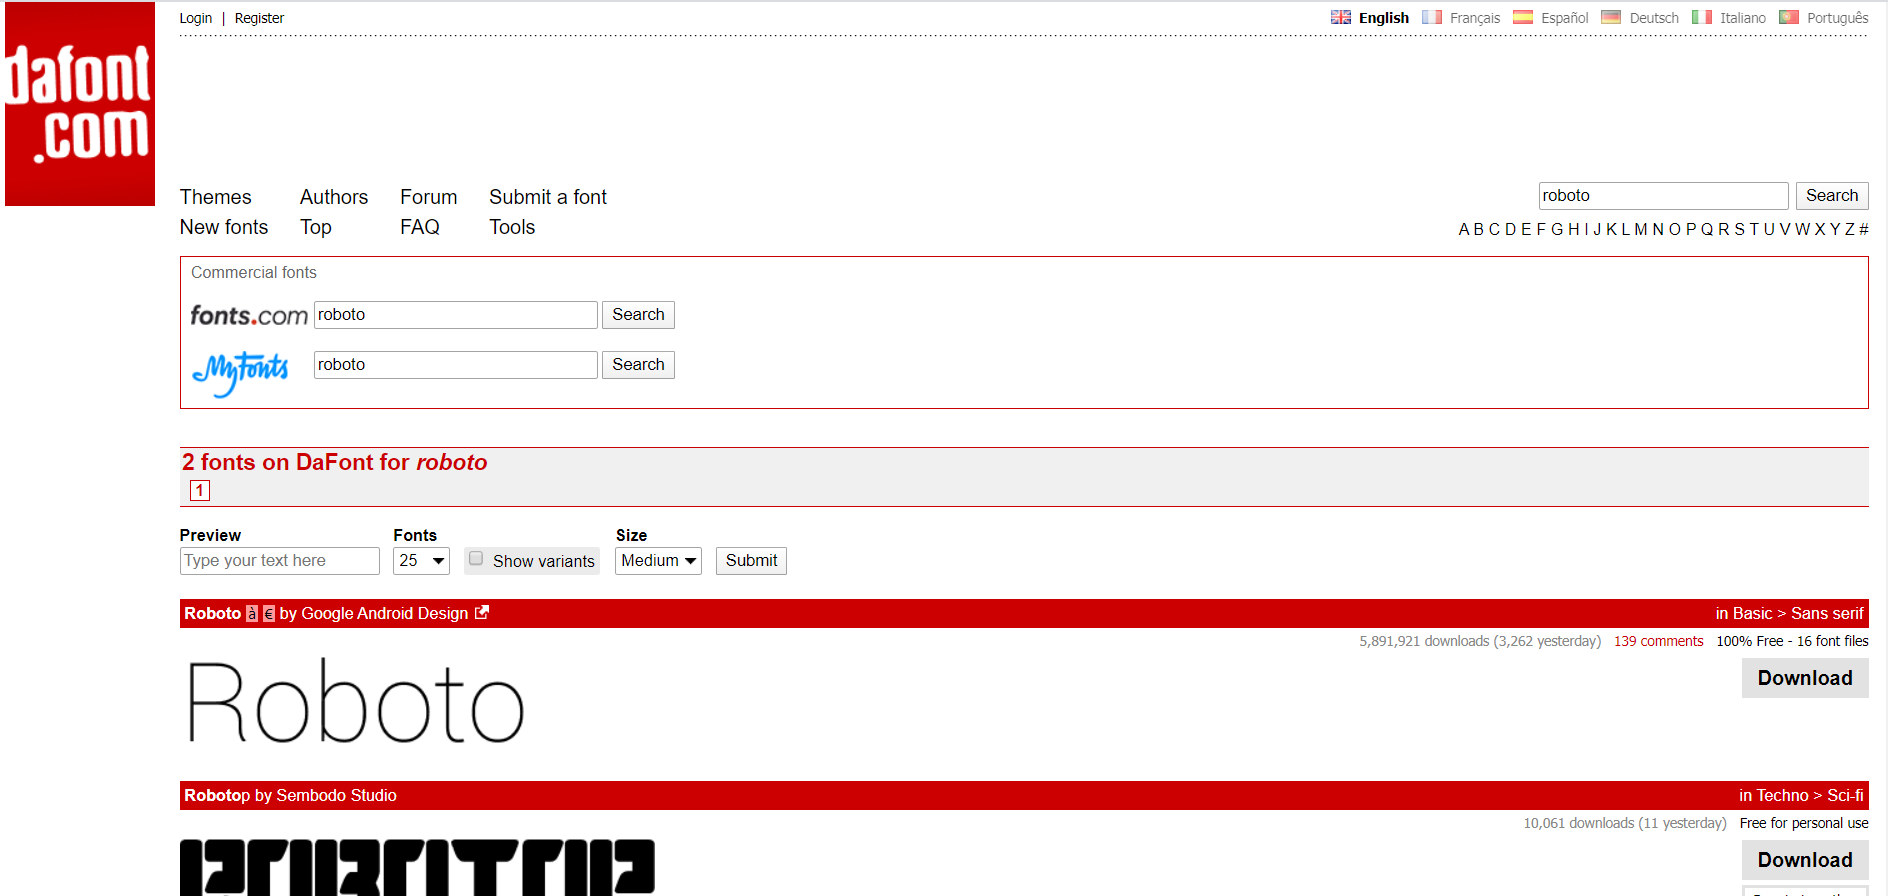 Login | Register
English Français Español Deutsch Italiano Português
dafont
.com
Themes Authors Forum Submit a font
roboto Search
New fonts Top FAQ Tools
A B C D E F G H I J K L M N O P Q R S T U V W X Y Z #
Commercial fonts
fonts.com roboto Search
MyFonts roboto Search
2 fonts on DaFont for roboto
1
Preview Fonts Size
Type your text here 25 Show variants Medium Submit
Roboto à € by Google Android Design in Basic > Sans serif
5,891,921 downloads (3,262 yesterday) 139 comments 100% Free - 16 font files
Download
Roboto
Robotop by Sembodo Studio in Techno > Sci-fi
10,061 downloads (11 yesterday) Free for personal use
Download